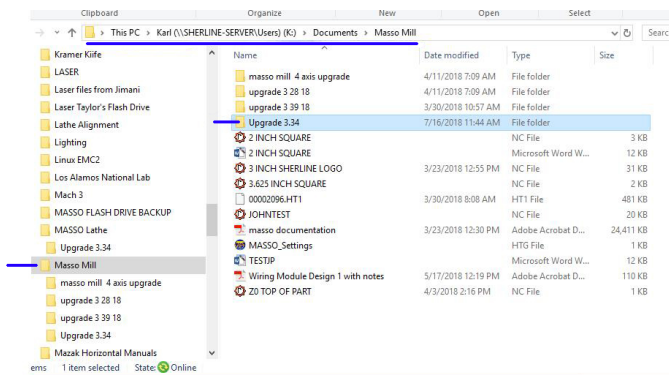 Clipboard Organize New Open Select
This PC > Karl (\\SHERLINE-SERVER\Users) (K:) > Documents > Masso Mill Searc
Name Date modified Type Size
Kramer Kiife
LASER
Laser files from Jimani
Laser Taylor's Flash Drive
Lathe Alignment
Lighting
Linux EMC2
Los Alamos National Lab
Mach 3
MASSO FLASH DRIVE BACKUP
MASSO Lathe
Upgrade 3.34
Masso Mill
masso mill 4 axis upgrade
upgrade 3 28 18
upgrade 3 39 18
Upgrade 3.34
Mazak Horizontal Manuals
masso mill 4 axis upgrade 4/11/2018 7:09 AM File folder
upgrade 3 28 18 4/11/2018 7:09 AM File folder
upgrade 3 39 18 3/30/2018 10:57 AM File folder
Upgrade 3.34 7/16/2018 11:44 AM File folder
2 INCH SQUARE NC File 3 KB
2 INCH SQUARE Microsoft Word W... 12 KB
3 INCH SHERLINE LOGO 3/23/2018 12:55 PM NC File 31 KB
3.625 INCH SQUARE NC File 2 KB
00002096.HT1 3/30/2018 8:08 AM HT1 File 481 KB
JOHNTEST NC File 20 KB
masso documentation 3/23/2018 12:30 PM Adobe Acrobat D... 24,411 KB
MASSO_Settings HTG File 1 KB
TESTJP Microsoft Word W... 12 KB
Wiring Module Design 1 with notes 5/17/2018 12:19 PM Adobe Acrobat D... 110 KB
Z0 TOP OF PART 4/3/2018 2:16 PM NC File 1 KB
ems 1 item selected State: Online